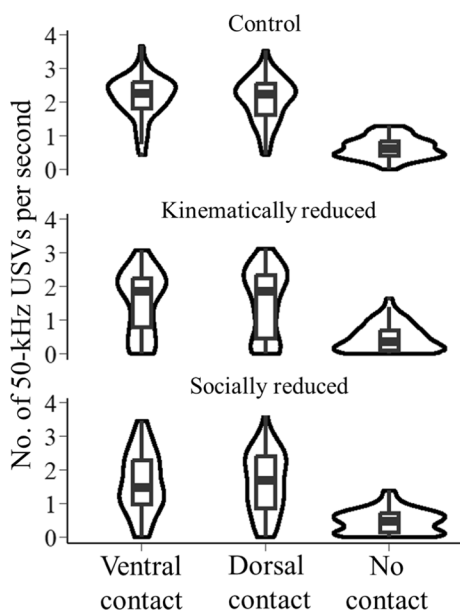 Control
4
3
2
1
0
Kinematically reduced
4
3
2
1
0
Socially reduced
4
3
2
1
0
No. of 50-kHz USVs per second
Ventral contact
Dorsal contact
No contact